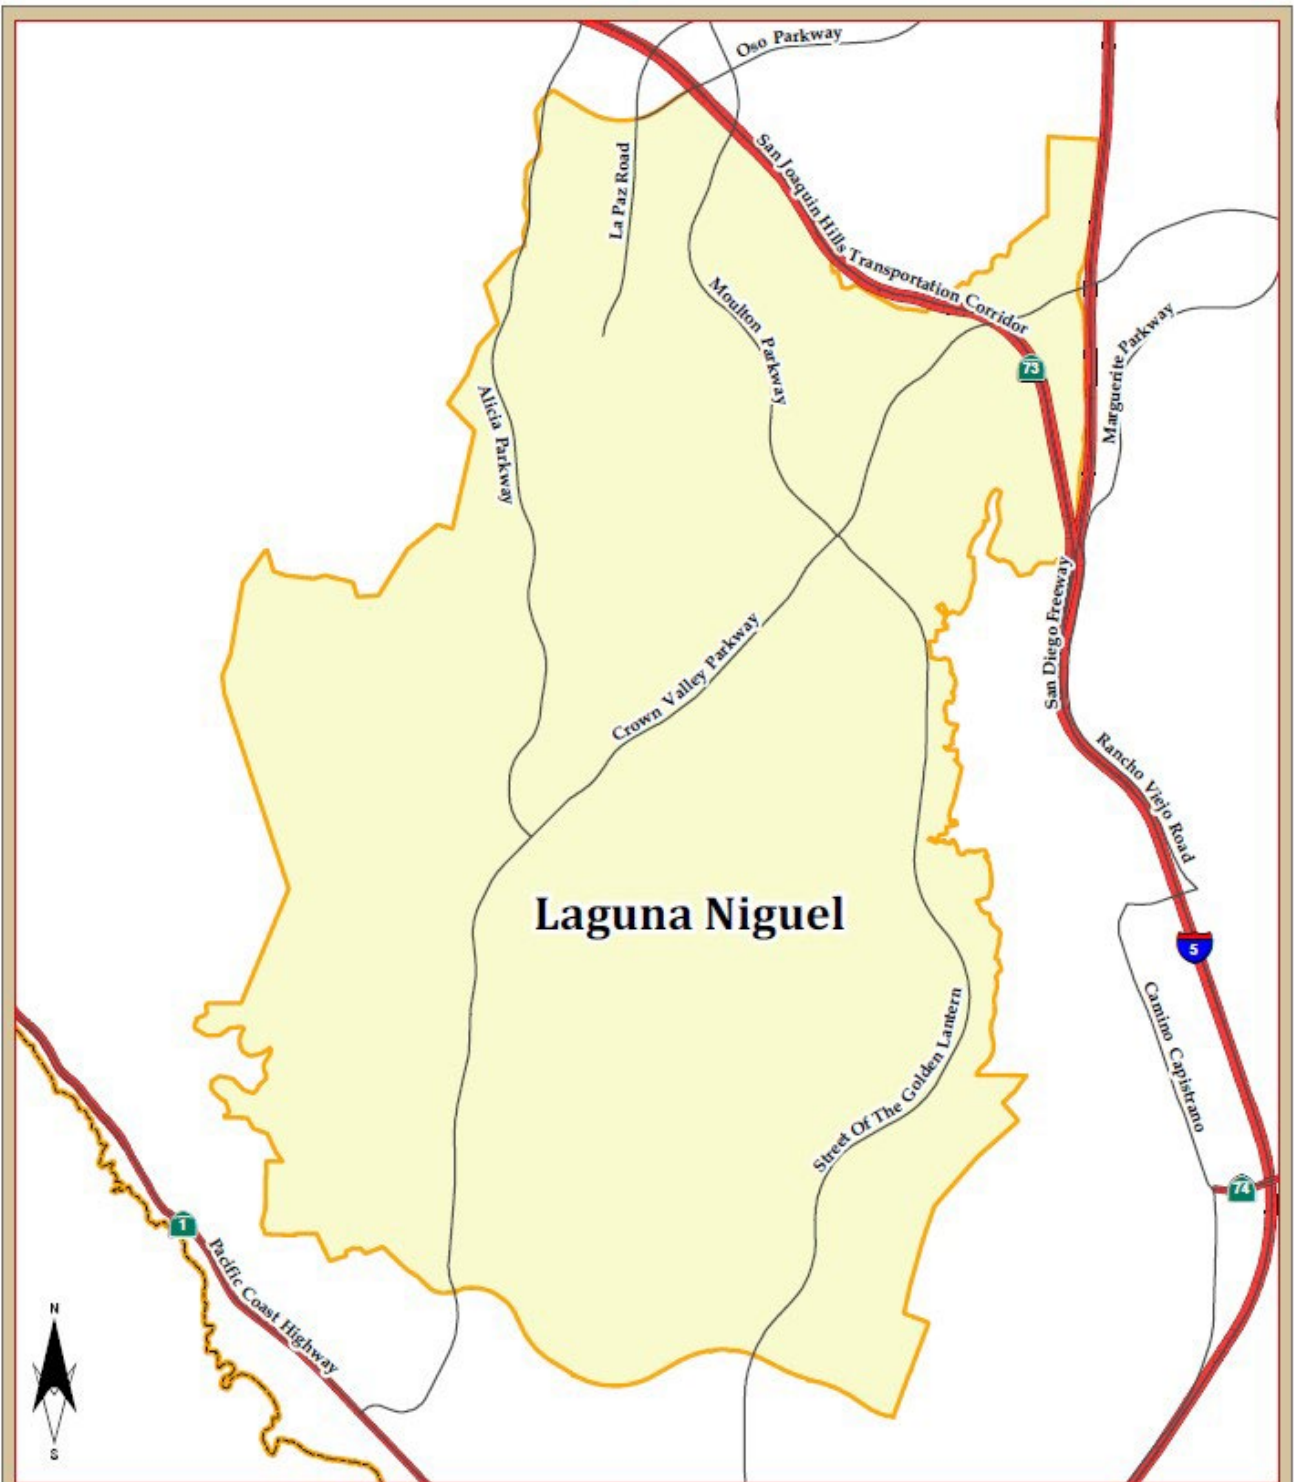 Oso Parkway
La Paz Road
San Joaquin Hills Transportation Corridor
Moulton Parkway
73
Marguerite Parkway
Alicia Parkway
San Diego Freeway
Crown Valley Parkway
Rancho Viejo Road
Laguna Niguel
5
Camino Capistrano
Street Of The Golden Lantern
74
1
Pacific Coast Highway
N
S